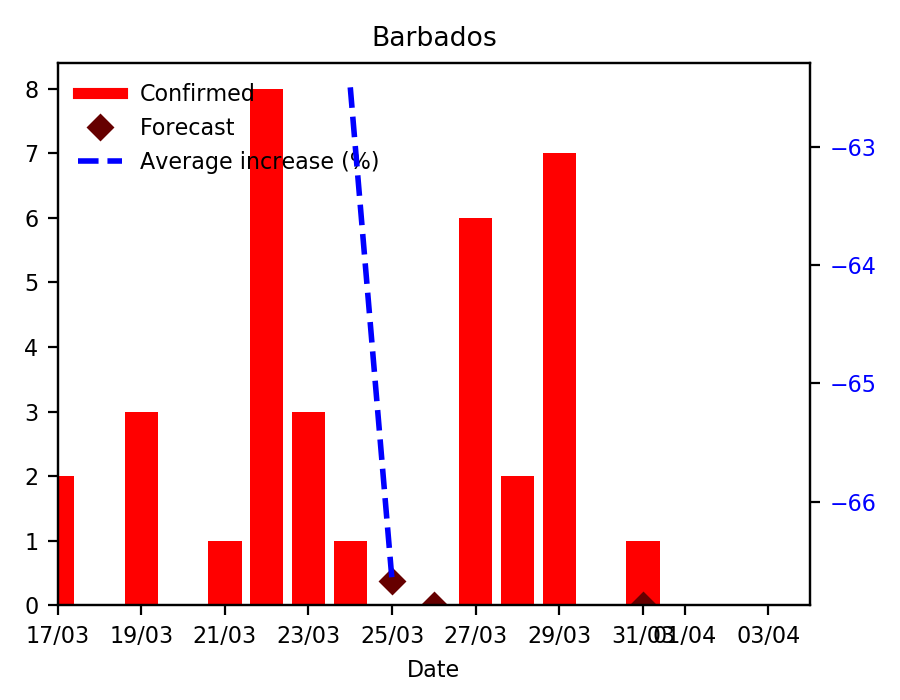 Barbados
Confirmed
Forecast
Average increase (%)
8
7
6
5
4
3
2
1
0
−63
−64
−65
−66
17/03 19/03 21/03 23/03 25/03 27/03 29/03 31/03 01/04 03/04
Date